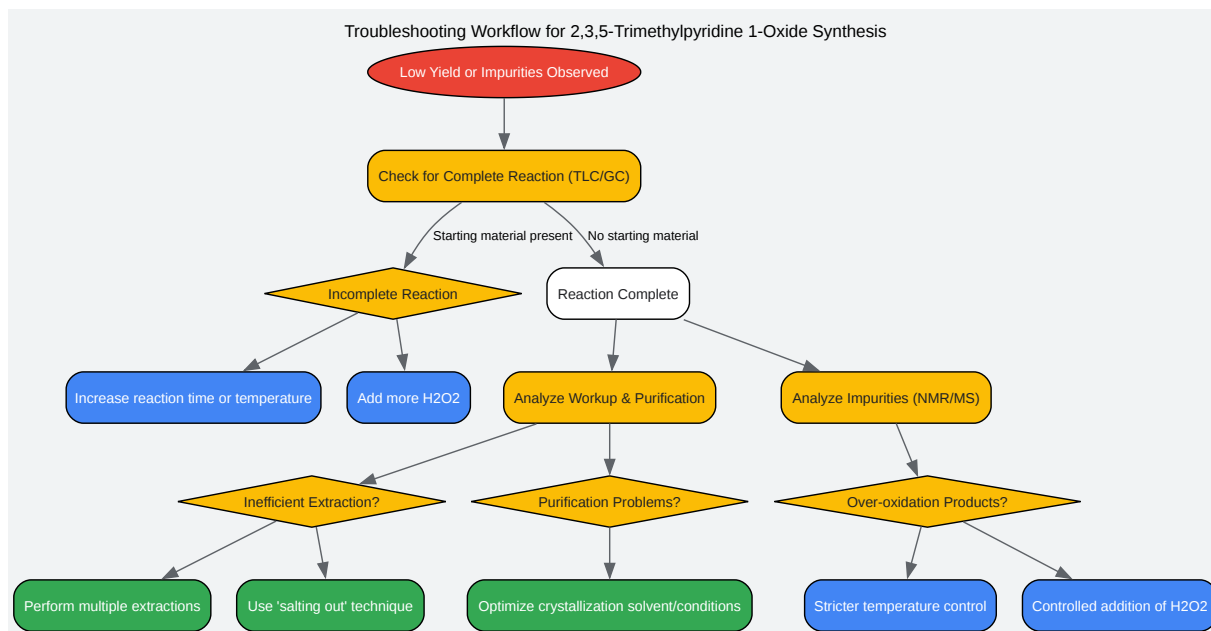 Troubleshooting Workflow for 2,3,5-Trimethylpyridine 1-Oxide Synthesis
Low Yield or Impurities Observed
Check for Complete Reaction (TLC/GC)
Starting material present
No starting material
Incomplete Reaction
Reaction Complete
Increase reaction time or temperature
Add more H2O2
Analyze Workup & Purification
Analyze Impurities (NMR/MS)
Inefficient Extraction?
Purification Problems?
Over-oxidation Products?
Perform multiple extractions
Use 'salting out' technique
Optimize crystallization solvent/conditions
Stricter temperature control
Controlled addition of H2O2